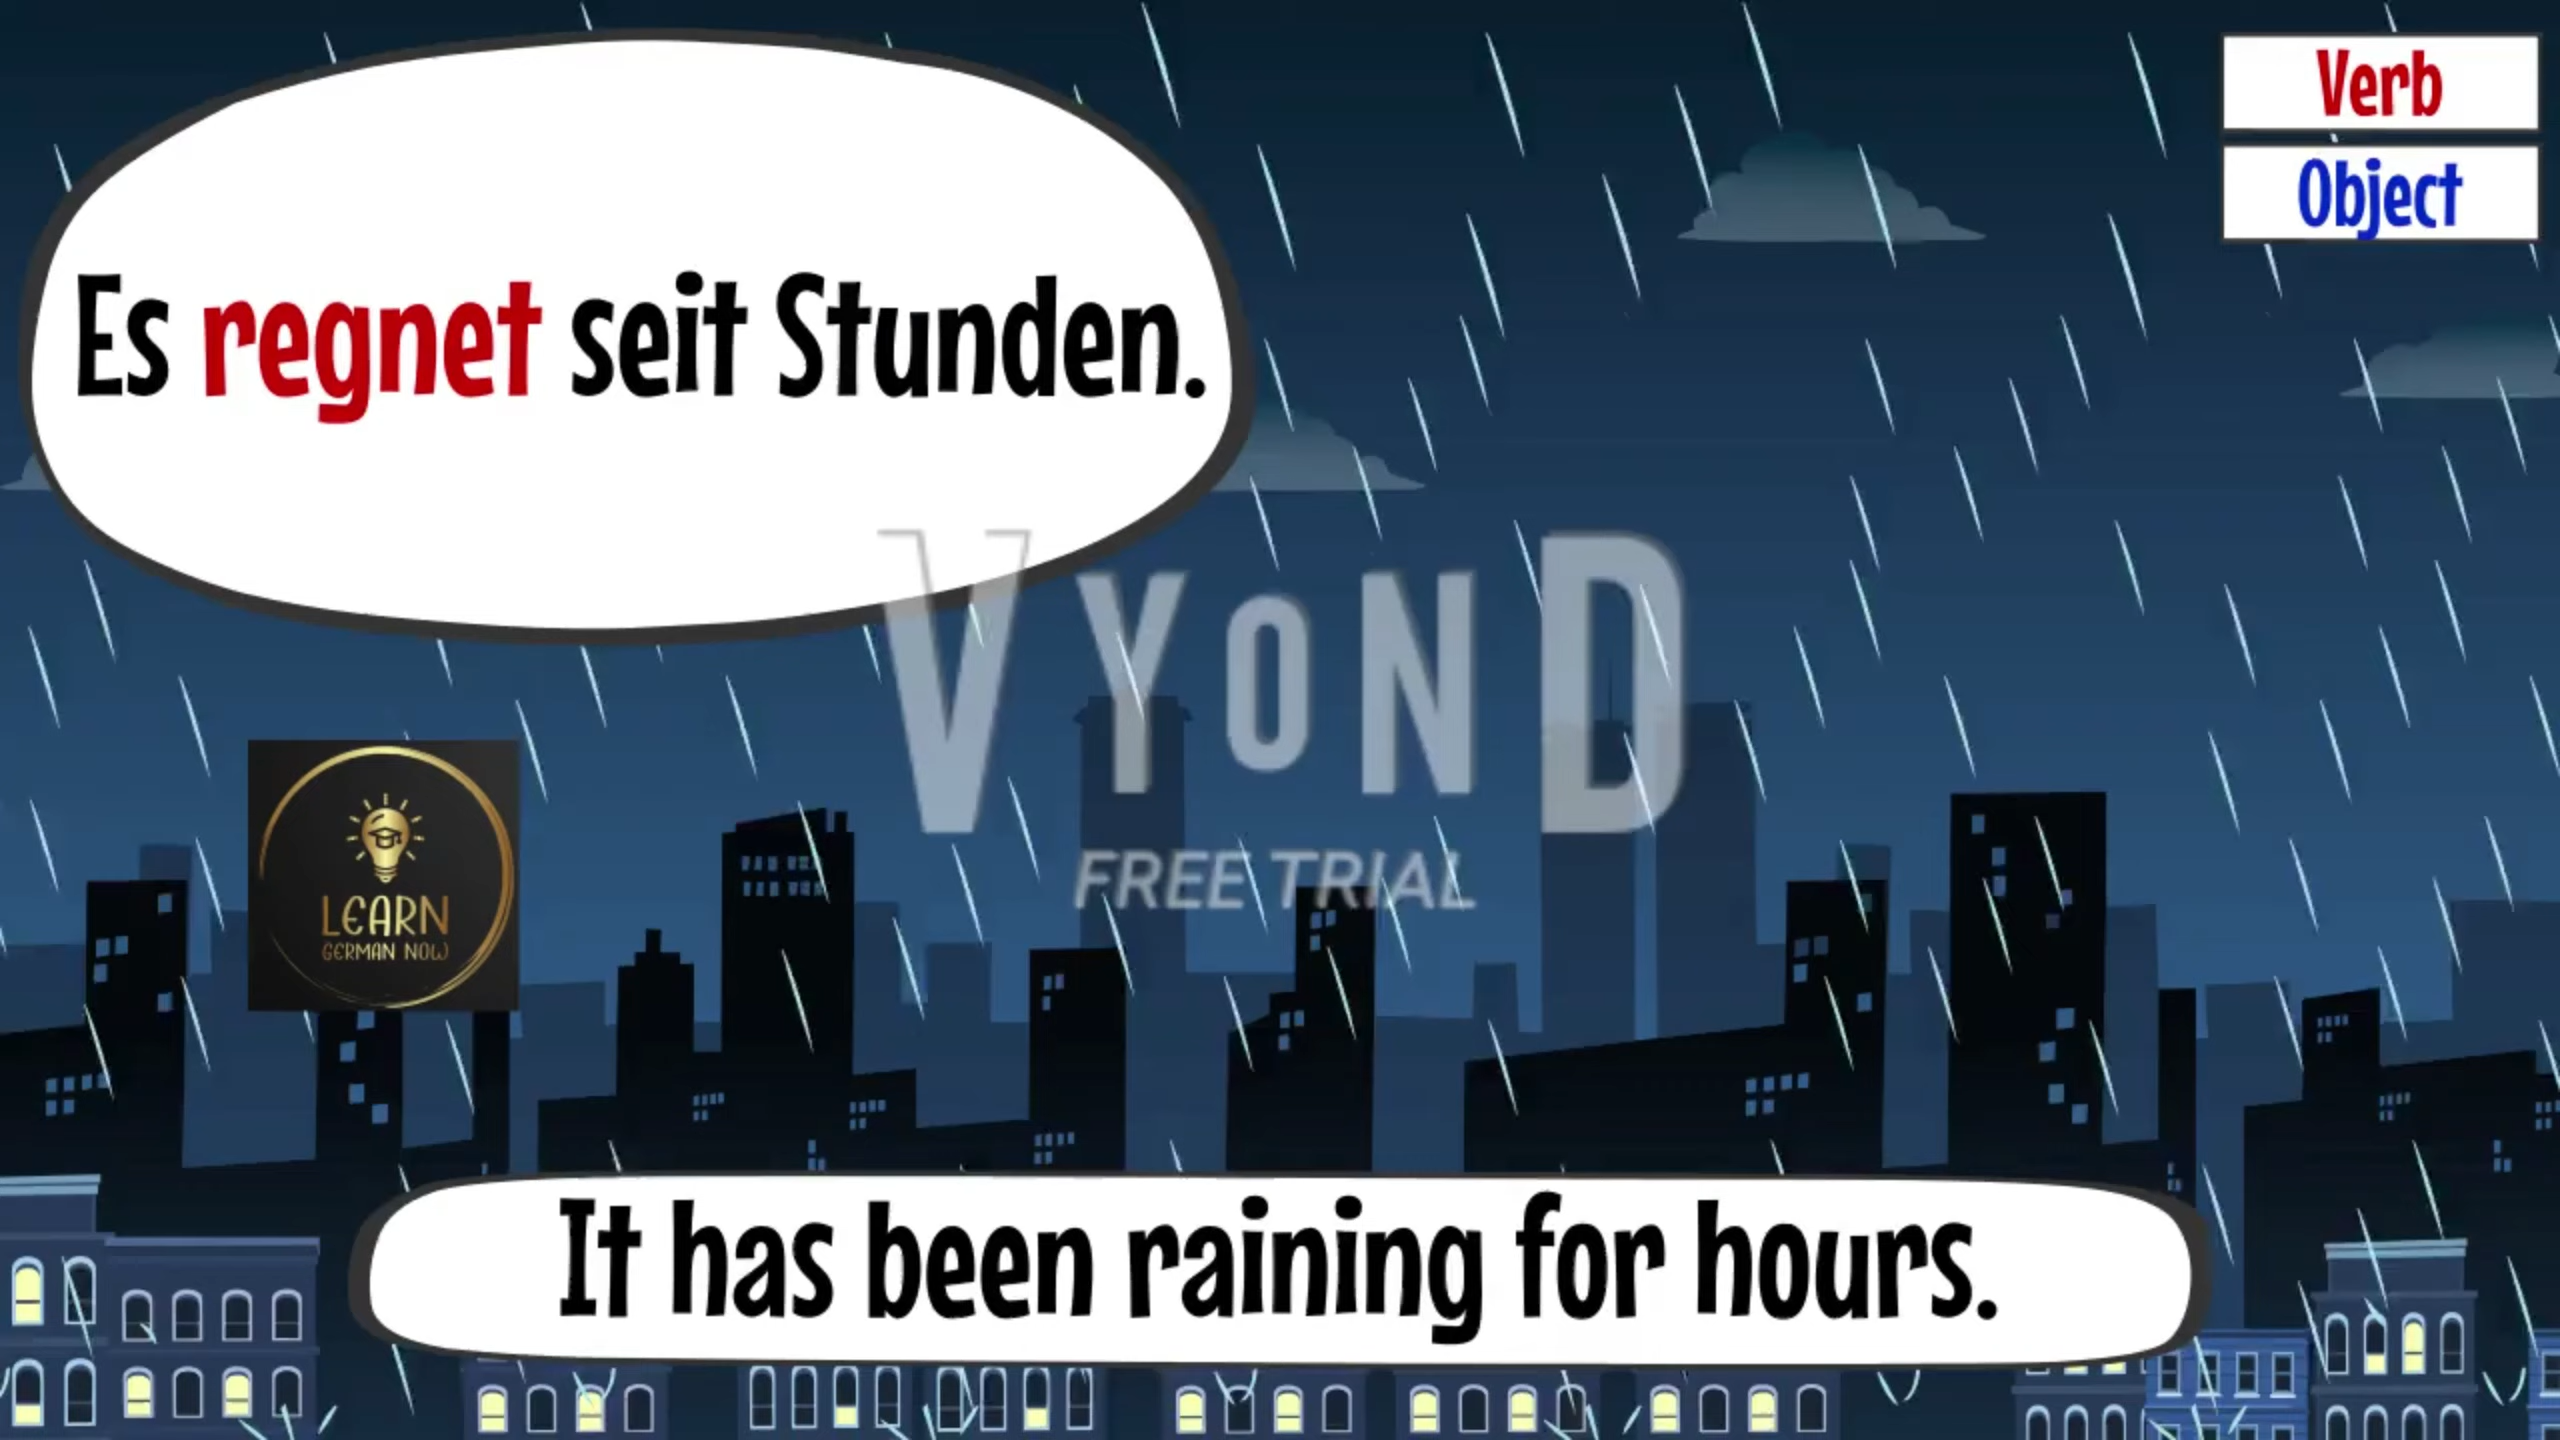 Verb
Object
Es regnet seit Stunden.
VYOND
FREE TRIAL
LEARN
GERMAN NOW
It has been raining for hours.